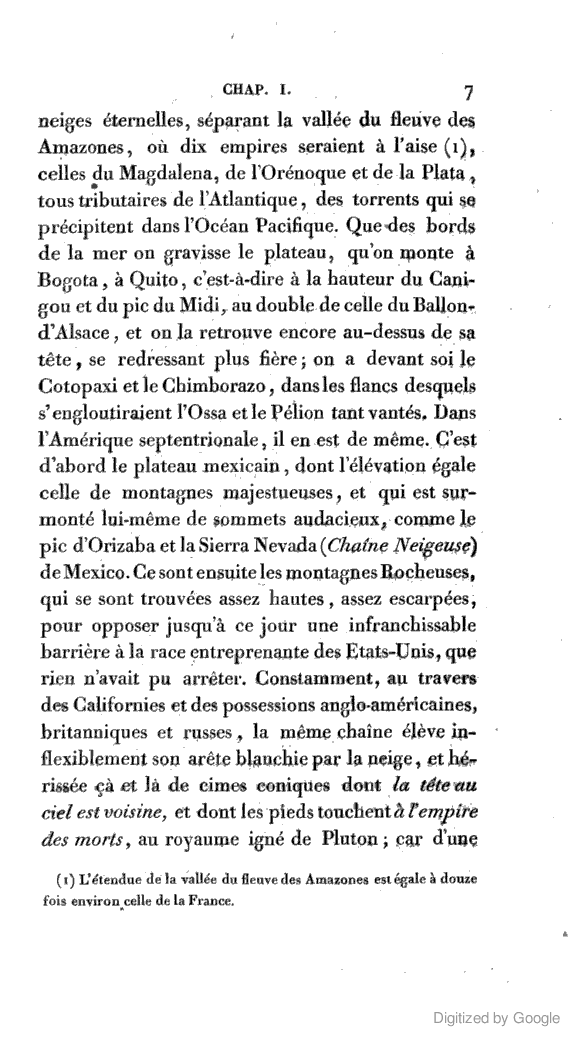 CHAP. I. 7
neiges éternelles, séparant la vallée du fleuve des
Amazones, où dix empires seraient à l'aise (1),
celles du Magdalena, de l'Orénoque et de la Plata,
tous tributaires de l'Atlantique, des torrents qui se
précipitent dans l'Océan Pacifique. Que des bords
de la mer on gravisse le plateau, qu'on monte à
Bogota, à Quito, c'est-à-dire à la hauteur du Cani-
gou et du pic du Midi, au double de celle du Ballon-
d'Alsace, et on la retrouve encore au-dessus de sa
tête, se redressant plus fière; on a devant soi le
Cotopaxi et le Chimborazo, dans les flancs desquels
s'engloutiraient l'Ossa et le Pélion tant vantés. Dans
l'Amérique septentrionale, il en est de même. C'est
d'abord le plateau mexicain, dont l'élévation égale
celle de montagnes majestueuses, et qui est sur-
monté lui-même de sommets audacieux, comme le
pic d'Orizaba et la Sierra Nevada (Chaîne Neigeuse)
de Mexico. Ce sont ensuite les montagnes Rocheuses,
qui se sont trouvées assez hautes, assez escarpées,
pour opposer jusqu'à ce jour une infranchissable
barrière à la race entreprenante des Etats-Unis, que
rien n'avait pu arrêter. Constamment, au travers
des Californies et des possessions anglo-américaines,
britanniques et russes, la même chaîne élève in-
flexiblement son arête blanchie par la neige, et hé-
rissée çà et là de cimes coniques dont la tête au
ciel est voisine, et dont les pieds touchent à l'empire
des morts, au royaume igné de Pluton; car d'une
(1) L'étendue de la vallée du fleuve des Amazones est égale à douze
fois environ celle de la France.
Digitized by Google